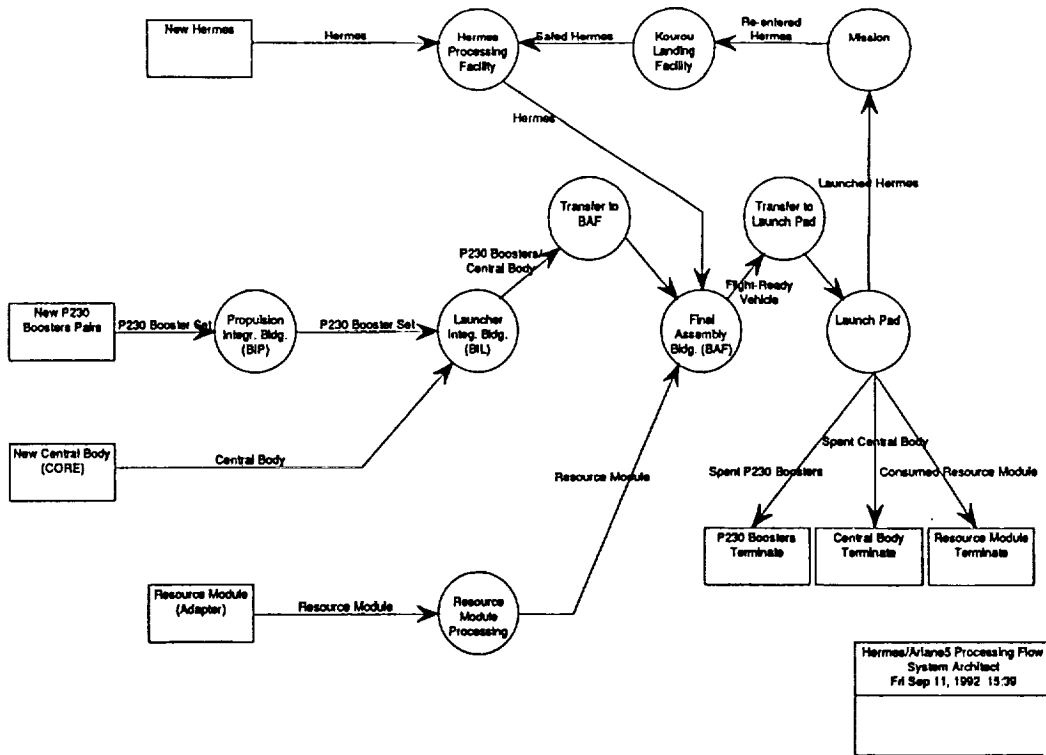 New Hermes
Hermes
Hermes
Processing
Facility
Safed Hermes
Kourou
Landing
Facility
Re-entered
Hermes
Mission
Hermes
Launched Hermes
Transfer to
BAF
Transfer to
Launch Pad
P230 Boosters/
Central Body
Flight-Ready
Vehicle
New P230
Boosters Pairs
P230 Booster Set
Propulsion
Integr. Bldg.
(BIP)
P230 Booster Set
Launcher
Integ. Bldg.
(BIL)
Final
Assembly
Bldg. (BAF)
Launch Pad
New Central Body
(CORE)
Central Body
Resource Module
Spent Central Body
Spent P230 Boosters
Consumed Resource Module
P230 Boosters
Terminate
Central Body
Terminate
Resource Module
Terminate
Resource Module
(Adapter)
Resource Module
Resource
Module
Processing
Hermes/Ariane5 Processing Flow
System Architect
Fri Sep 11, 1992 15:39